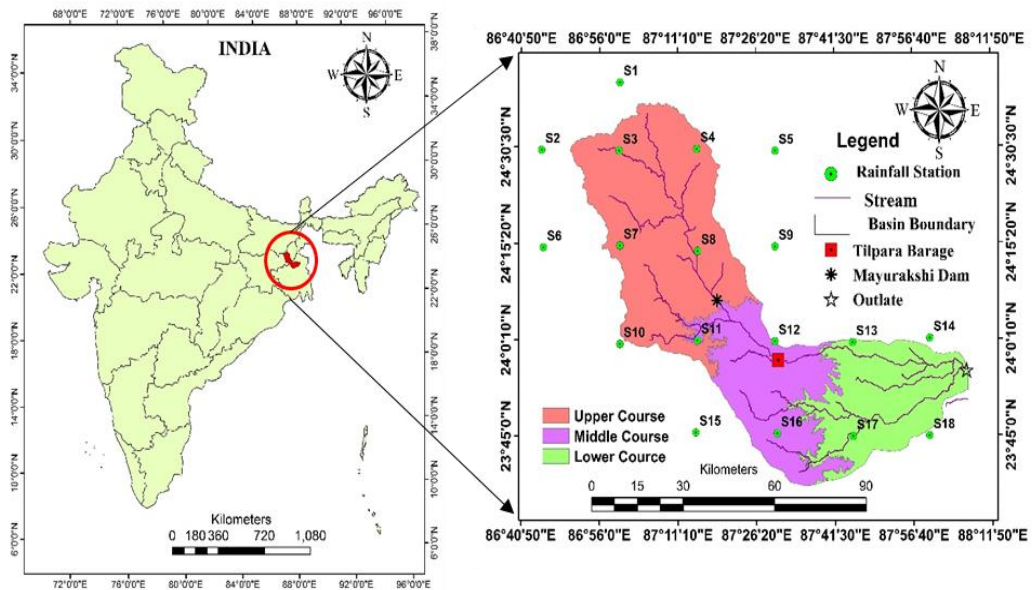 68°0'0"E 72°0'0"E 76°0'0"E 80°0'0"E 84°0'0"E 88°0'0"E 92°0'0"E 96°0'0"E
INDIA
N
W E
S
34°0'0"N
30°0'0"N
26°0'0"N
22°0'0"N
18°0'0"N
14°0'0"N
10°0'0"N
6°0'0"N
38°0'0"N
34°0'0"N
30°0'0"N
26°0'0"N
22°0'0"N
18°0'0"N
14°0'0"N
10°0'0"N
6°0'0"N
Kilometers
0 180 360 720 1,080
72°0'0"E 76°0'0"E 80°0'0"E 84°0'0"E 88°0'0"E 92°0'0"E 96°0'0"E
86°40'50"E 86°56'0"E 87°11'10"E 87°26'20"E 87°41'30"E 87°56'40"E 88°11'50"E
24°30'30"N
24°15'20"N
24°0'10"N
23°45'0"N
S1
S2 S3 S4 S5
S6 S7 S8 S9
S10 S11 S12 S13 S14
S15 S16 S17 S18
N
W E
S
Legend
Rainfall Station
Stream
Basin Boundary
Tilpara Barage
Mayurakshi Dam
Outlate
Upper Course
Middle Course
Lower Cource
Kilometers
0 15 30 60 90
24°30'30"N
24°15'20"N
24°0'10"N
23°45'0"N
86°40'50"E 86°56'0"E 87°11'10"E 87°26'20"E 87°41'30"E 87°56'40"E 88°11'50"E